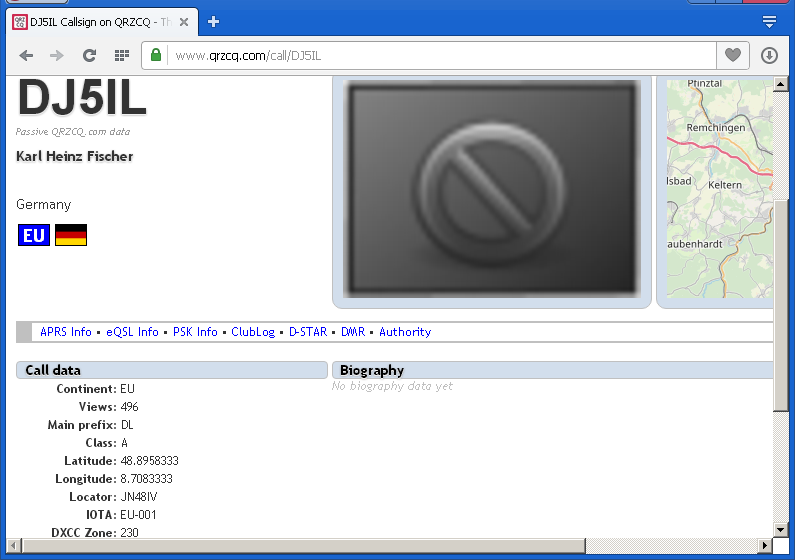 DJ5IL Callsign on QRZCQ - Th
www.qrzcq.com/call/DJ5IL
DJ5IL
Passive QRZCQ.com data
Karl Heinz Fischer
Germany
EU
Pfinztal
Remchingen
lsbad
Keltern
aubenhardt
APRS Info • eQSL Info • PSK Info • ClubLog • D-STAR • DMR • Authority
Call data
Continent: EU
Views: 496
Main prefix: DL
Class: A
Latitude: 48.8958333
Longitude: 8.7083333
Locator: JN48IV
IOTA: EU-001
DXCC Zone: 230
Biography
No biography data yet